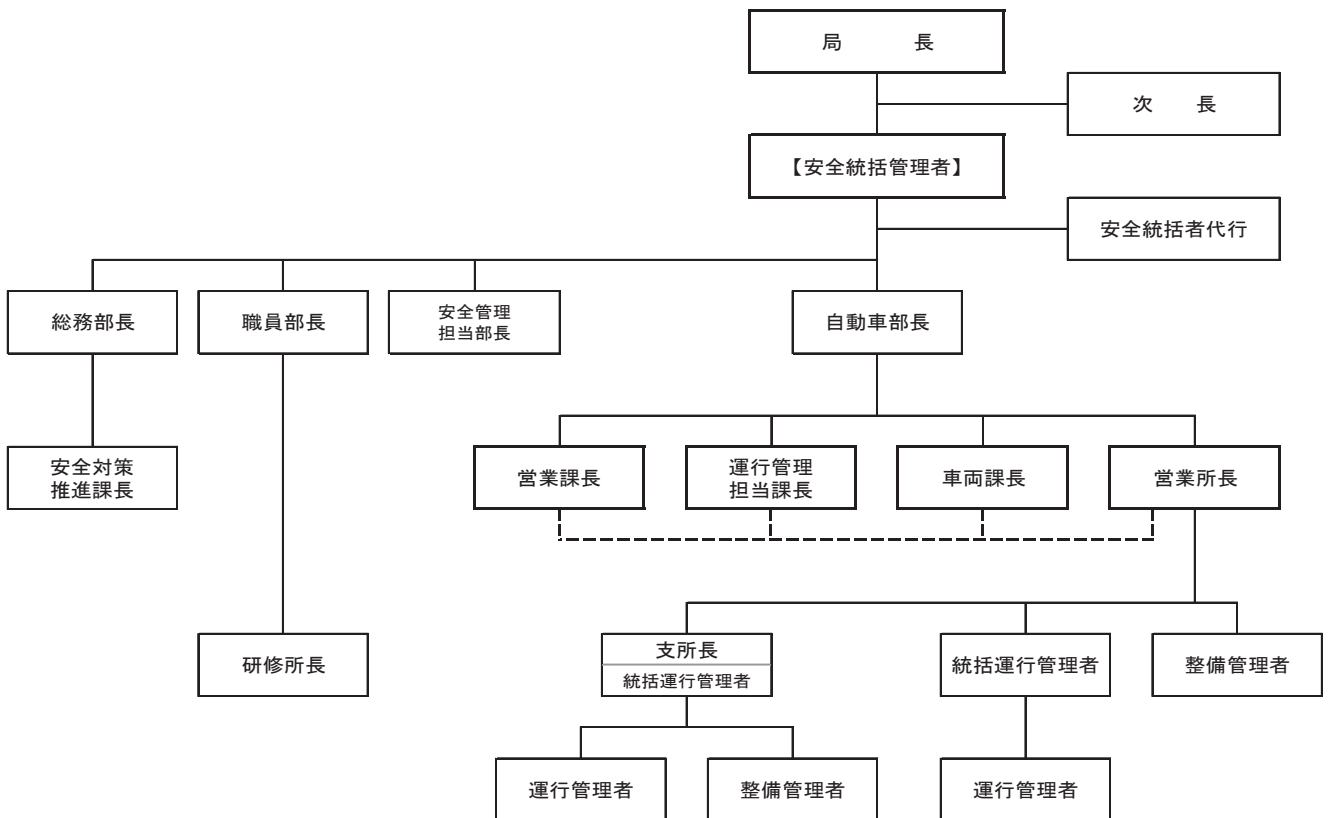 局　　長
次　　長
【安全統括管理者】
安全統括者代行
総務部長
職員部長
安全管理
担当部長
自動車部長
安全対策
推進課長
営業課長
運行管理
担当課長
車両課長
営業所長
研修所長
支所長
統括運行管理者
統括運行管理者
整備管理者
運行管理者
整備管理者
運行管理者